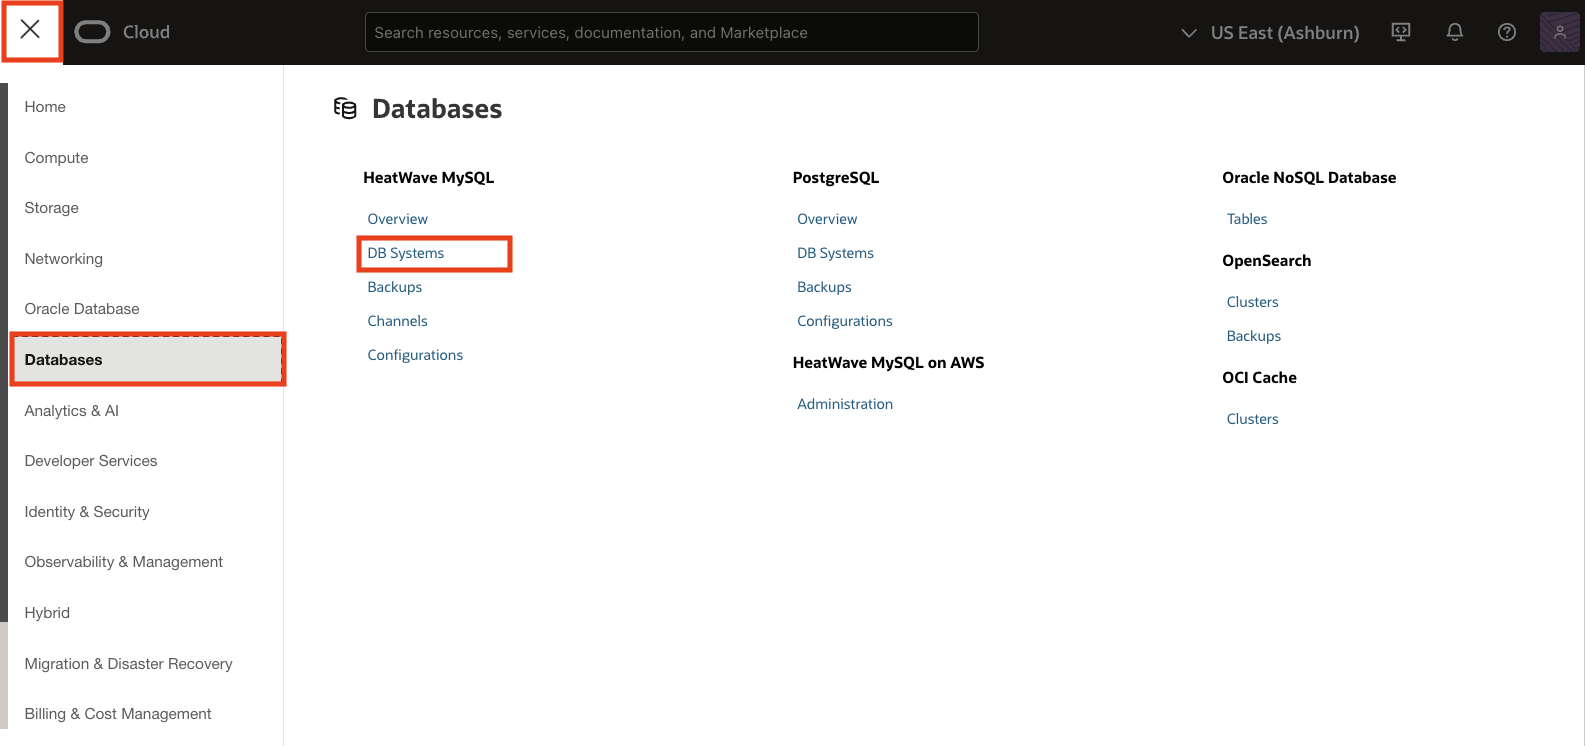 Cloud
Search resources, services, documentation, and Marketplace
US East (Ashburn)
Home
Compute
Storage
Networking
Oracle Database
Databases
Analytics & AI
Developer Services
Identity & Security
Observability & Management
Hybrid
Migration & Disaster Recovery
Billing & Cost Management
Databases
HeatWave MySQL
Overview
DB Systems
Backups
Channels
Configurations
PostgreSQL
Overview
DB Systems
Backups
Configurations
HeatWave MySQL on AWS
Administration
Oracle NoSQL Database
Tables
OpenSearch
Clusters
Backups
OCI Cache
Clusters